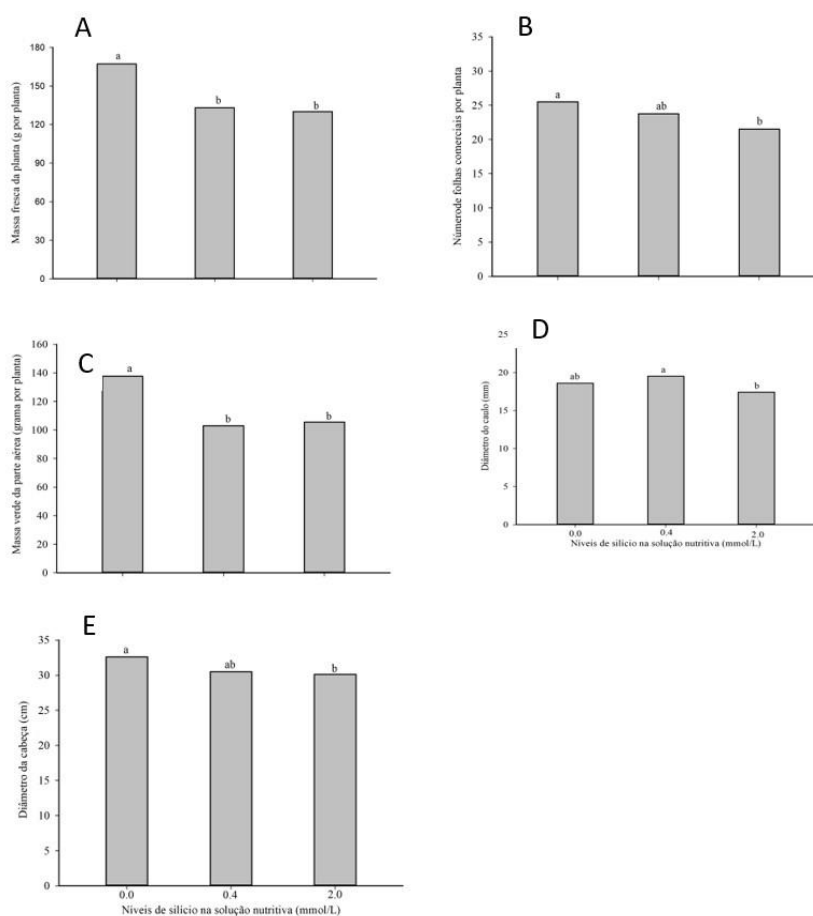 A
Massa fresca da planta (g por planta)
180
150
120
90
60
30
0
a
b
b
B
Númerode folhas comerciais por planta
35
30
25
20
15
10
5
0
a
ab
b
C
Massa verde da parte aérea (grama por planta)
160
140
120
100
80
60
40
20
0
a
b
b
D
Diâmetro do caulo (mm)
25
20
15
10
5
0
ab
a
b
0.0
0.4
2.0
Níveis de silício na solução nutritiva (mmol/L)
E
Diâmetro da cabeça (cm)
35
30
25
20
15
10
5
0
a
ab
b
0.0
0.4
2.0
Níveis de silício na solução nutritiva (mmol/L)